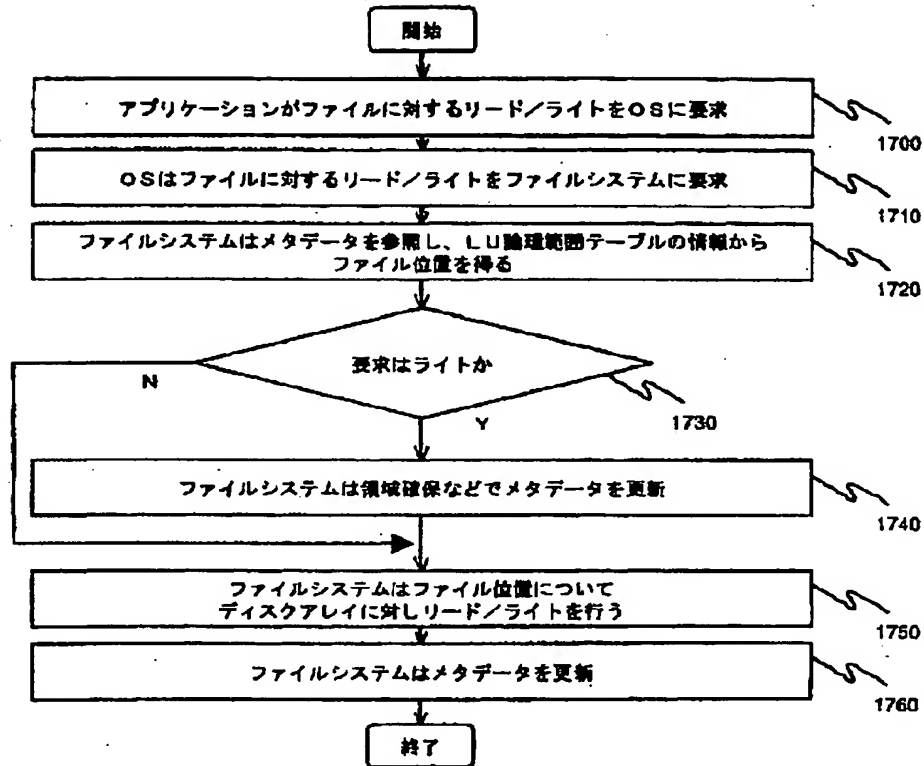 開始
アプリケーションがファイルに対するリード／ライトをOSに要求
1700
OSはファイルに対するリード／ライトをファイルシステムに要求
1710
ファイルシステムはメタデータを参照し、LU論理範囲テーブルの情報から
ファイル位置を得る
1720
要求はライトか
N
1730
Y
ファイルシステムは領域確保などでメタデータを更新
1740
ファイルシステムはファイル位置について
ディスクアレイに対しリード／ライトを行う
1750
ファイルシステムはメタデータを更新
1760
終了